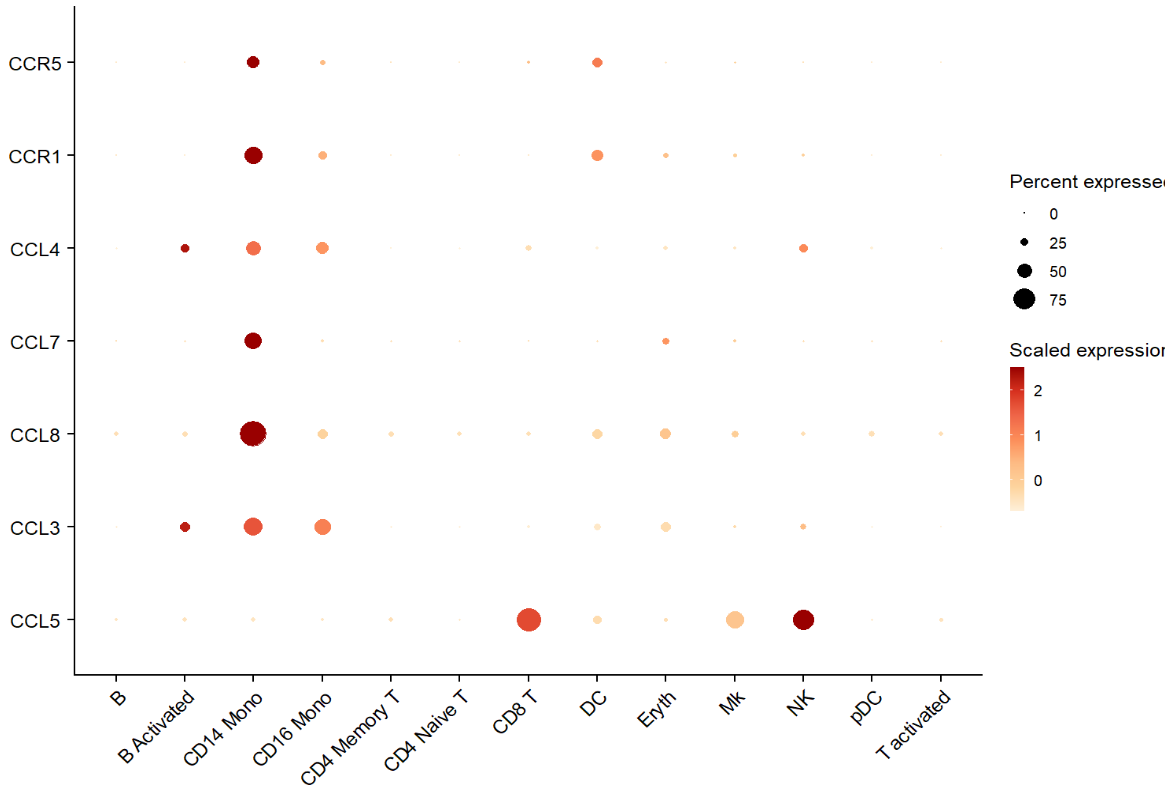 CCR5
CCR1
CCL4
CCL7
CCL8
CCL3
CCL5
B
B Activated
CD14 Mono
CD16 Mono
CD4 Memory T
CD4 Naive T
CD8 T
DC
Eryth
Mk
NK
pDC
T activated
Percent expresse
0
25
50
75
Scaled expression
2
1
0